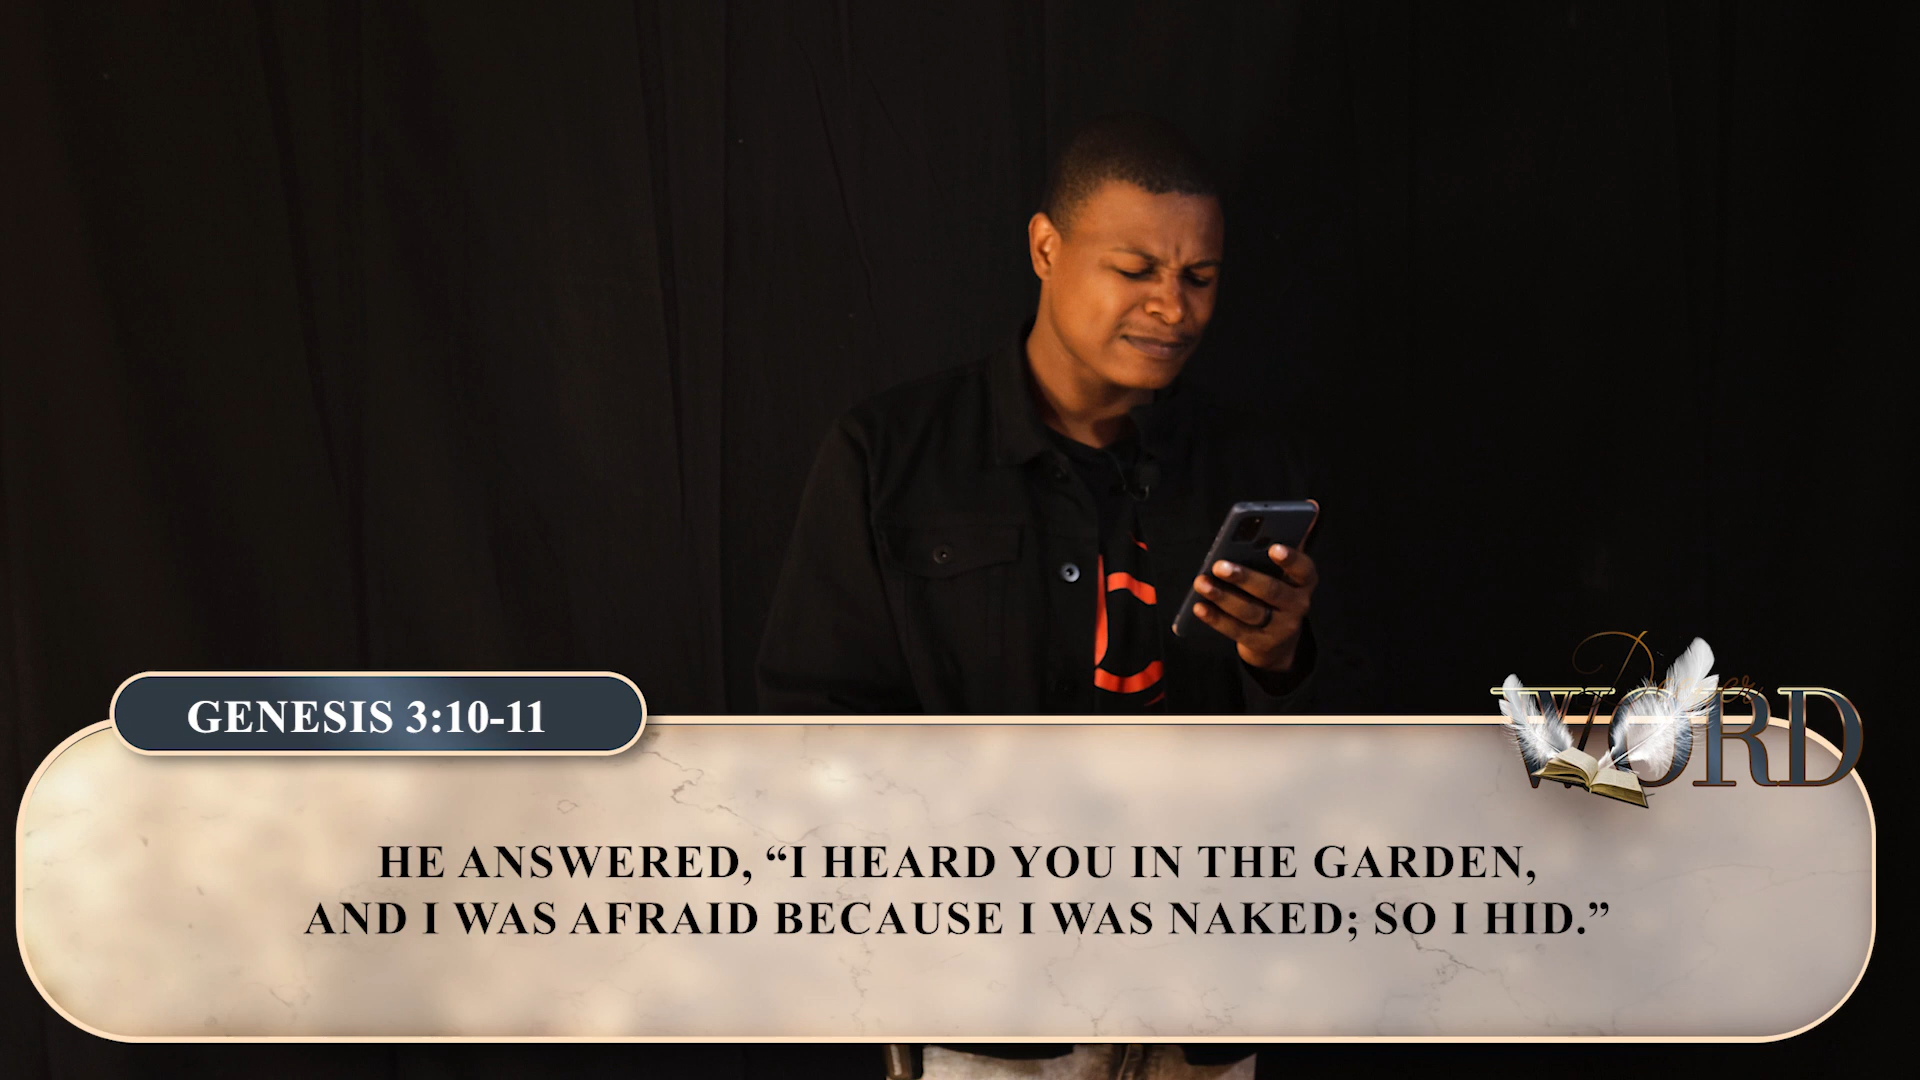 GENESIS 3:10-11
WORD
HE ANSWERED, “I HEARD YOU IN THE GARDEN,
AND I WAS AFRAID BECAUSE I WAS NAKED; SO I HID.”